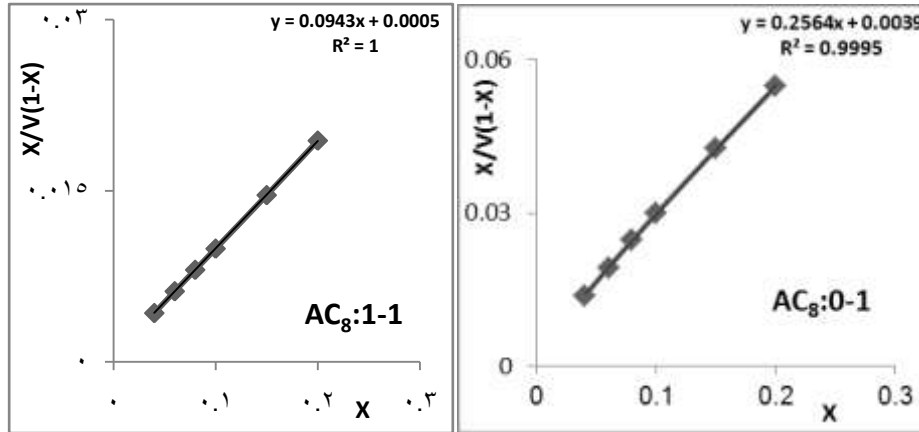 y = 0.0943x + 0.0005
R² = 1
٠.٠٣
٠.٠١٥
٠
X/V(1-X)
AC₈:1-1
٠
٠.١
٠.٢
٠.٣
X
y = 0.2564x + 0.0039
R² = 0.9995
0.06
0.03
0
X/V(1-X)
AC₈:0-1
0
0.1
0.2
0.3
X